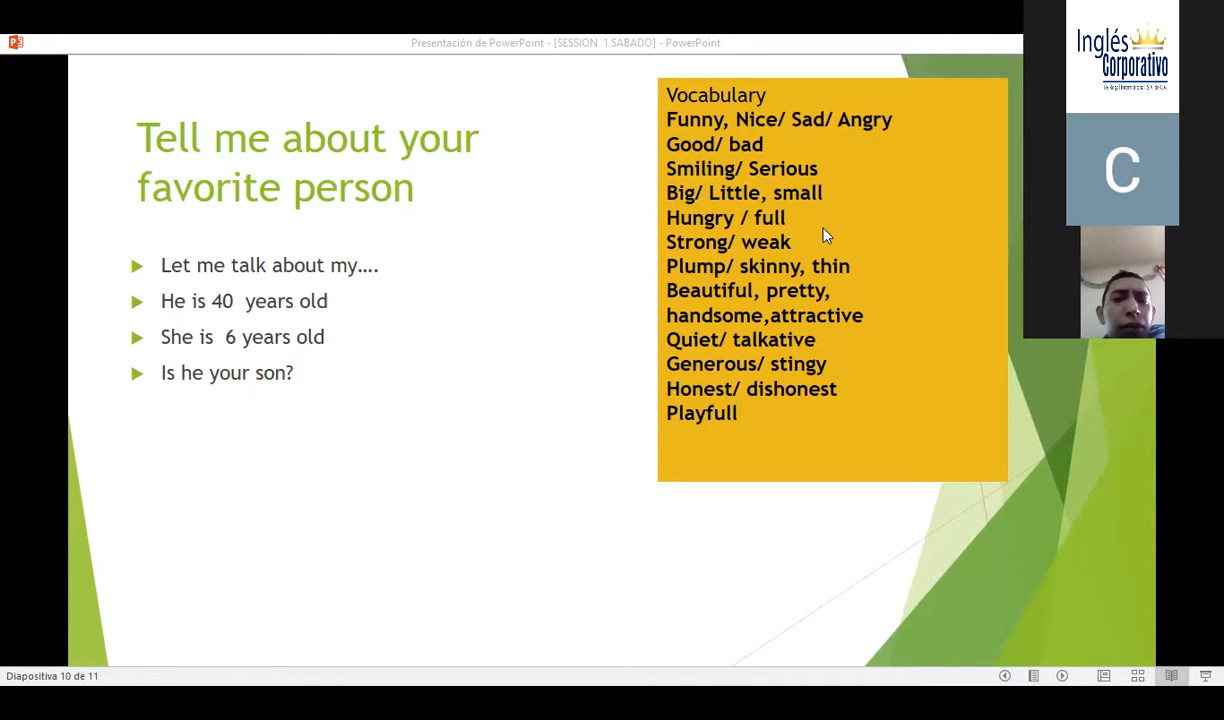 Presentación de PowerPoint - [SESSION 1 SABADO] - PowerPoint
Tell me about your
favorite person
Let me talk about my....
He is 40 years old
She is 6 years old
Is he your son?
Vocabulary
Funny, Nice/ Sad/ Angry
Good/ bad
Smiling/ Serious
Big/ Little, small
Hungry / full
Strong/ weak
Plump/ skinny, thin
Beautiful, pretty,
handsome,attractive
Quiet/ talkative
Generous/ stingy
Honest/ dishonest
Playfull
Inglés
Corporativo
C
Diapositiva 10 de 11